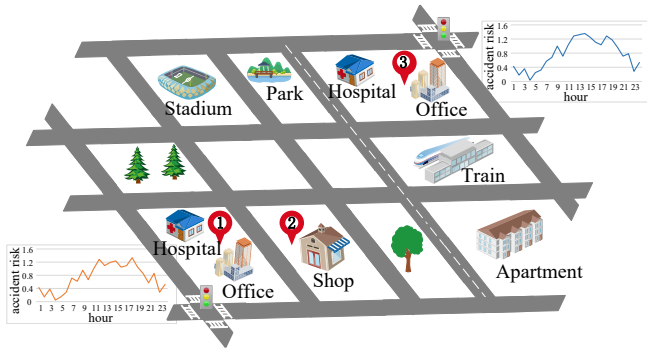 accident risk
1.6
1.2
0.8
0.4
0
1 3 5 7 9 11 13 15 17 19 21 23
hour
Stadium
Park
Hospital
3
Office
Train
Hospital
1
2
Office
Shop
Apartment
accident risk
1.6
1.2
0.8
0.4
0
1 3 5 7 9 11 13 15 17 19 21 23
hour